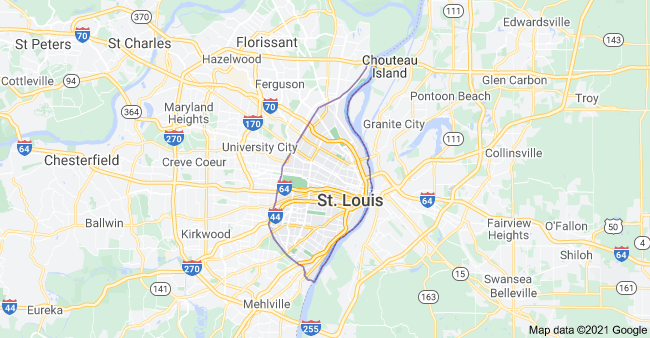 370
111
Edwardsville
St Peters
70
St Charles
Florissant
Hazelwood
Chouteau
Island
Cottleville
94
Ferguson
Glen Carbon
Maryland
Heights
70
Pontoon Beach
Troy
364
170
Granite City
270
University City
111
64
Chesterfield
Creve Coeur
Collinsville
64
St. Louis
64
44
Ballwin
Kirkwood
Fairview
Heights
O'Fallon
50
Shiloh
64
270
15
Swansea
Belleville
141
163
44
Eureka
Mehlville
255
Map data ©2021 Google